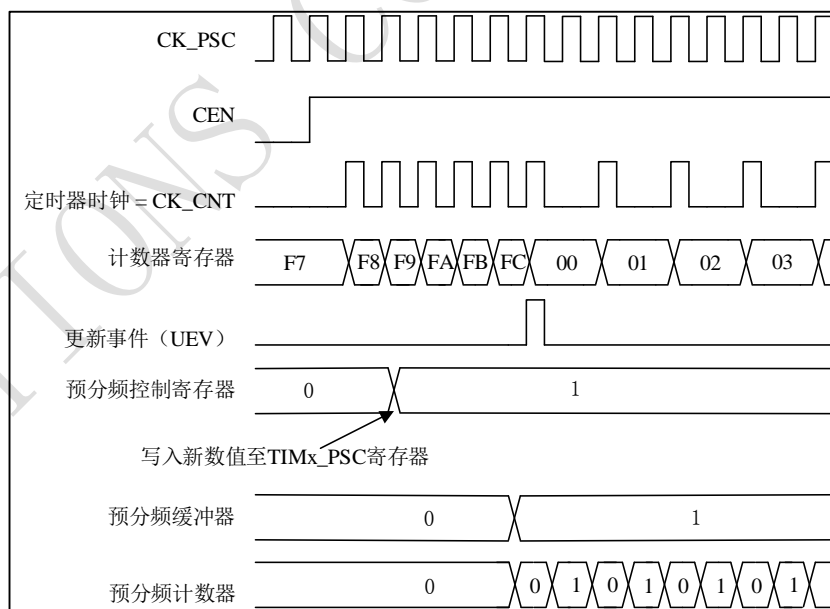 CK_PSC
CEN
定时器时钟 = CK_CNT
计数器寄存器 F7 F8 F9 FA FB FC 00 01 02 03
更新事件（UEV）
预分频控制寄存器 0 1
写入新数值至TIMx_PSC寄存器
预分频缓冲器 0 1
预分频计数器 0 0 1 0 1 0 1 0 1